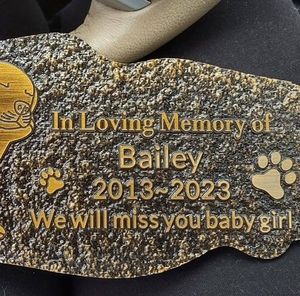 In Loving Memory of
Bailey
2013~2023
We will miss you baby girl